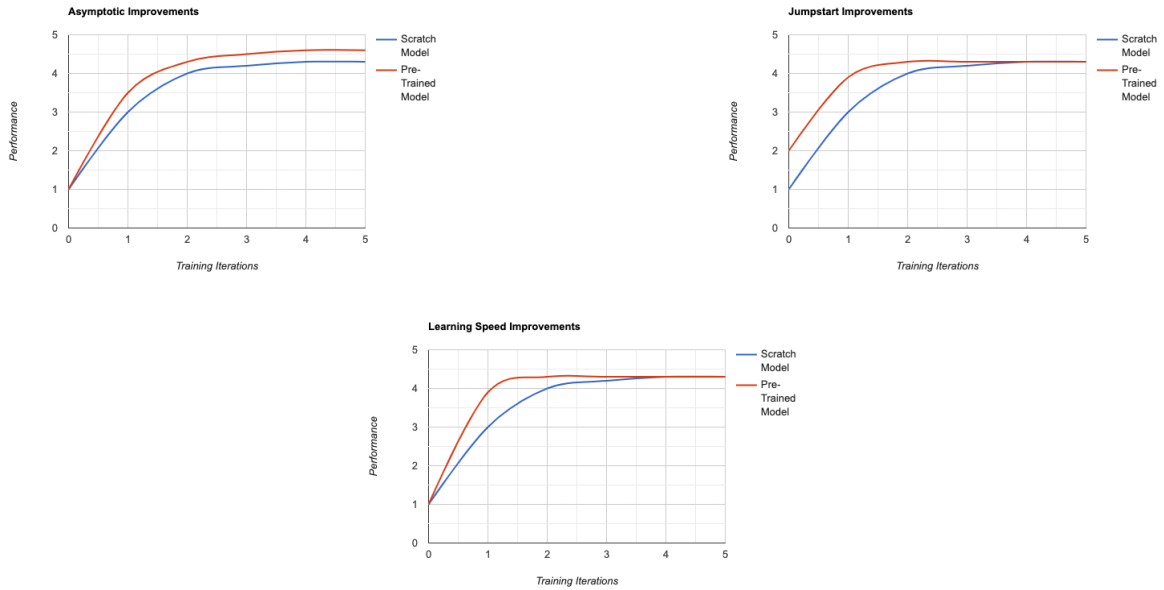 Asymptotic Improvements
5
4
3
2
1
0
0 1 2 3 4 5
Performance
Training Iterations
Scratch
Model
Pre-
Trained
Model
Jumpstart Improvements
5
4
3
2
1
0
0 1 2 3 4 5
Performance
Training Iterations
Scratch
Model
Pre-
Trained
Model
Learning Speed Improvements
5
4
3
2
1
0
0 1 2 3 4 5
Performance
Training Iterations
Scratch
Model
Pre-
Trained
Model